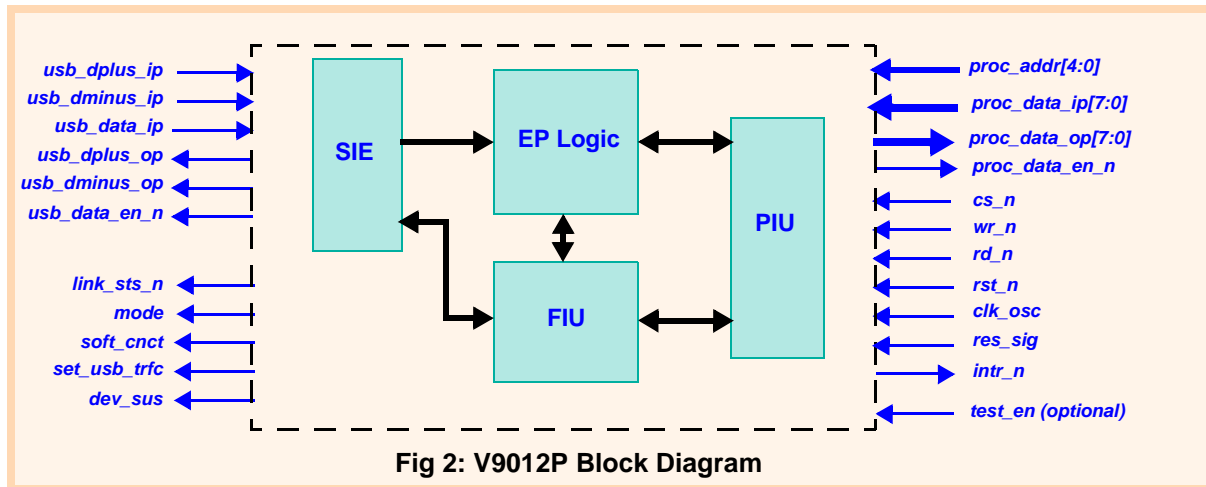 usb_dplus_ip
usb_dminus_ip
usb_data_ip
usb_dplus_op
usb_dminus_op
usb_data_en_n
link_sts_n
mode
soft_cnct
set_usb_trfc
dev_sus
SIE
EP Logic
FIU
PIU
proc_addr[4:0]
proc_data_ip[7:0]
proc_data_op[7:0]
proc_data_en_n
cs_n
wr_n
rd_n
rst_n
clk_osc
res_sig
intr_n
test_en (optional)
Fig 2: V9012P Block Diagram